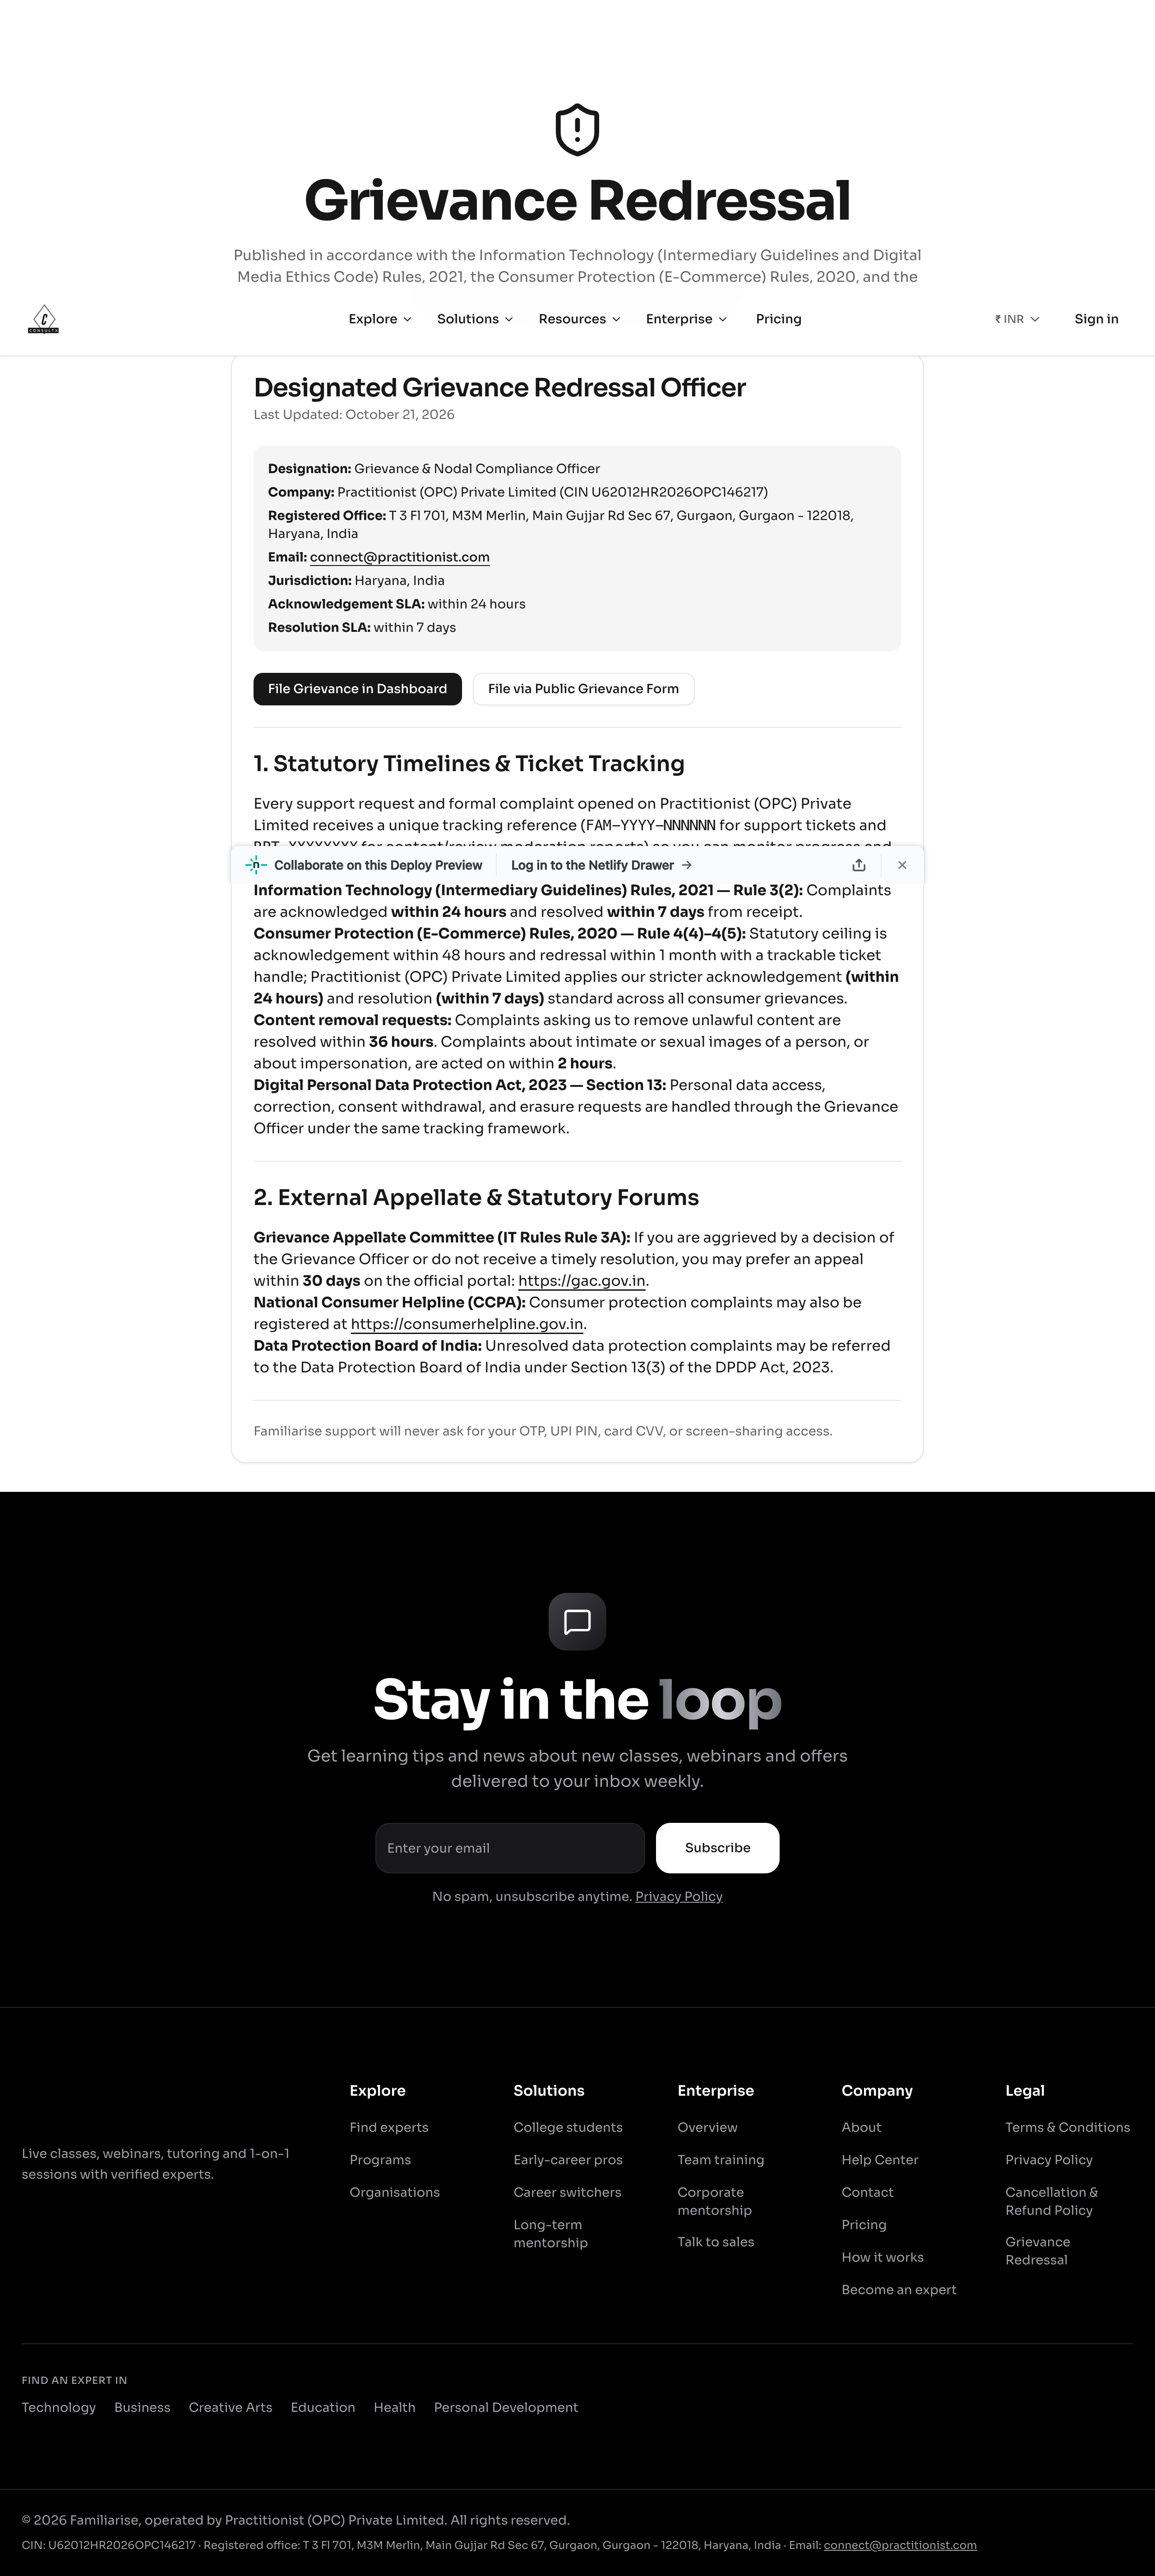 Grievance Redressal
Published in accordance with the Information Technology (Intermediary Guidelines and Digital
Media Ethics Code) Rules, 2021, the Consumer Protection (E-Commerce) Rules, 2020, and the
C
CONSULTR
Explore
Solutions
Resources
Enterprise
Pricing
₹ INR
Sign in
Designated Grievance Redressal Officer
Last Updated: October 21, 2026
Designation: Grievance & Nodal Compliance Officer
Company: Practitionist (OPC) Private Limited (CIN U62012HR2026OPC146217)
Registered Office: T 3 Fl 701, M3M Merlin, Main Gujjar Rd Sec 67, Gurgaon, Gurgaon - 122018,
Haryana, India
Email: connect@practitionist.com
Jurisdiction: Haryana, India
Acknowledgement SLA: within 24 hours
Resolution SLA: within 7 days
File Grievance in Dashboard
File via Public Grievance Form
1. Statutory Timelines & Ticket Tracking
Every support request and formal complaint opened on Practitionist (OPC) Private
Limited receives a unique tracking reference (FAM-YYYY-NNNNNN for support tickets and
for content/review moderation reports) so you can monitor progress and
Collaborate on this Deploy Preview
Log in to the Netlify Drawer →
Information Technology (Intermediary Guidelines) Rules, 2021 — Rule 3(2): Complaints
are acknowledged within 24 hours and resolved within 7 days from receipt.
Consumer Protection (E-Commerce) Rules, 2020 — Rule 4(4)–4(5): Statutory ceiling is
acknowledgement within 48 hours and redressal within 1 month with a trackable ticket
handle; Practitionist (OPC) Private Limited applies our stricter acknowledgement (within
24 hours) and resolution (within 7 days) standard across all consumer grievances.
Content removal requests: Complaints asking us to remove unlawful content are
resolved within 36 hours. Complaints about intimate or sexual images of a person, or
about impersonation, are acted on within 2 hours.
Digital Personal Data Protection Act, 2023 — Section 13: Personal data access,
correction, consent withdrawal, and erasure requests are handled through the Grievance
Officer under the same tracking framework.
2. External Appellate & Statutory Forums
Grievance Appellate Committee (IT Rules Rule 3A): If you are aggrieved by a decision of
the Grievance Officer or do not receive a timely resolution, you may prefer an appeal
within 30 days on the official portal: https://gac.gov.in.
National Consumer Helpline (CCPA): Consumer protection complaints may also be
registered at https://consumerhelpline.gov.in.
Data Protection Board of India: Unresolved data protection complaints may be referred
to the Data Protection Board of India under Section 13(3) of the DPDP Act, 2023.
Familiarise support will never ask for your OTP, UPI PIN, card CVV, or screen-sharing access.
Stay in the loop
Get learning tips and news about new classes, webinars and offers
delivered to your inbox weekly.
Enter your email
Subscribe
No spam, unsubscribe anytime. Privacy Policy
Live classes, webinars, tutoring and 1-on-1
sessions with verified experts.
Explore
Find experts
Programs
Organisations
Solutions
College students
Early-career pros
Career switchers
Long-term
mentorship
Enterprise
Overview
Team training
Corporate
mentorship
Talk to sales
Company
About
Help Center
Contact
Pricing
How it works
Become an expert
Legal
Terms & Conditions
Privacy Policy
Cancellation &
Refund Policy
Grievance
Redressal
FIND AN EXPERT IN
Technology
Business
Creative Arts
Education
Health
Personal Development
© 2026 Familiarise, operated by Practitionist (OPC) Private Limited. All rights reserved.
CIN: U62012HR2026OPC146217 · Registered office: T 3 Fl 701, M3M Merlin, Main Gujjar Rd Sec 67, Gurgaon, Gurgaon - 122018, Haryana, India · Email: connect@practitionist.com